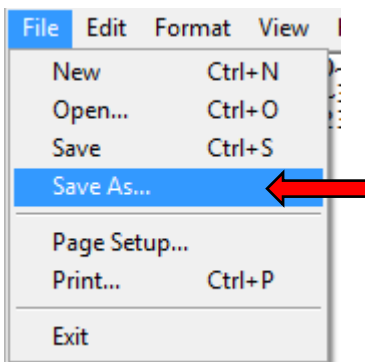 File Edit Format View
New Ctrl+N
Open... Ctrl+O
Save Ctrl+S
Save As...
Page Setup...
Print... Ctrl+P
Exit